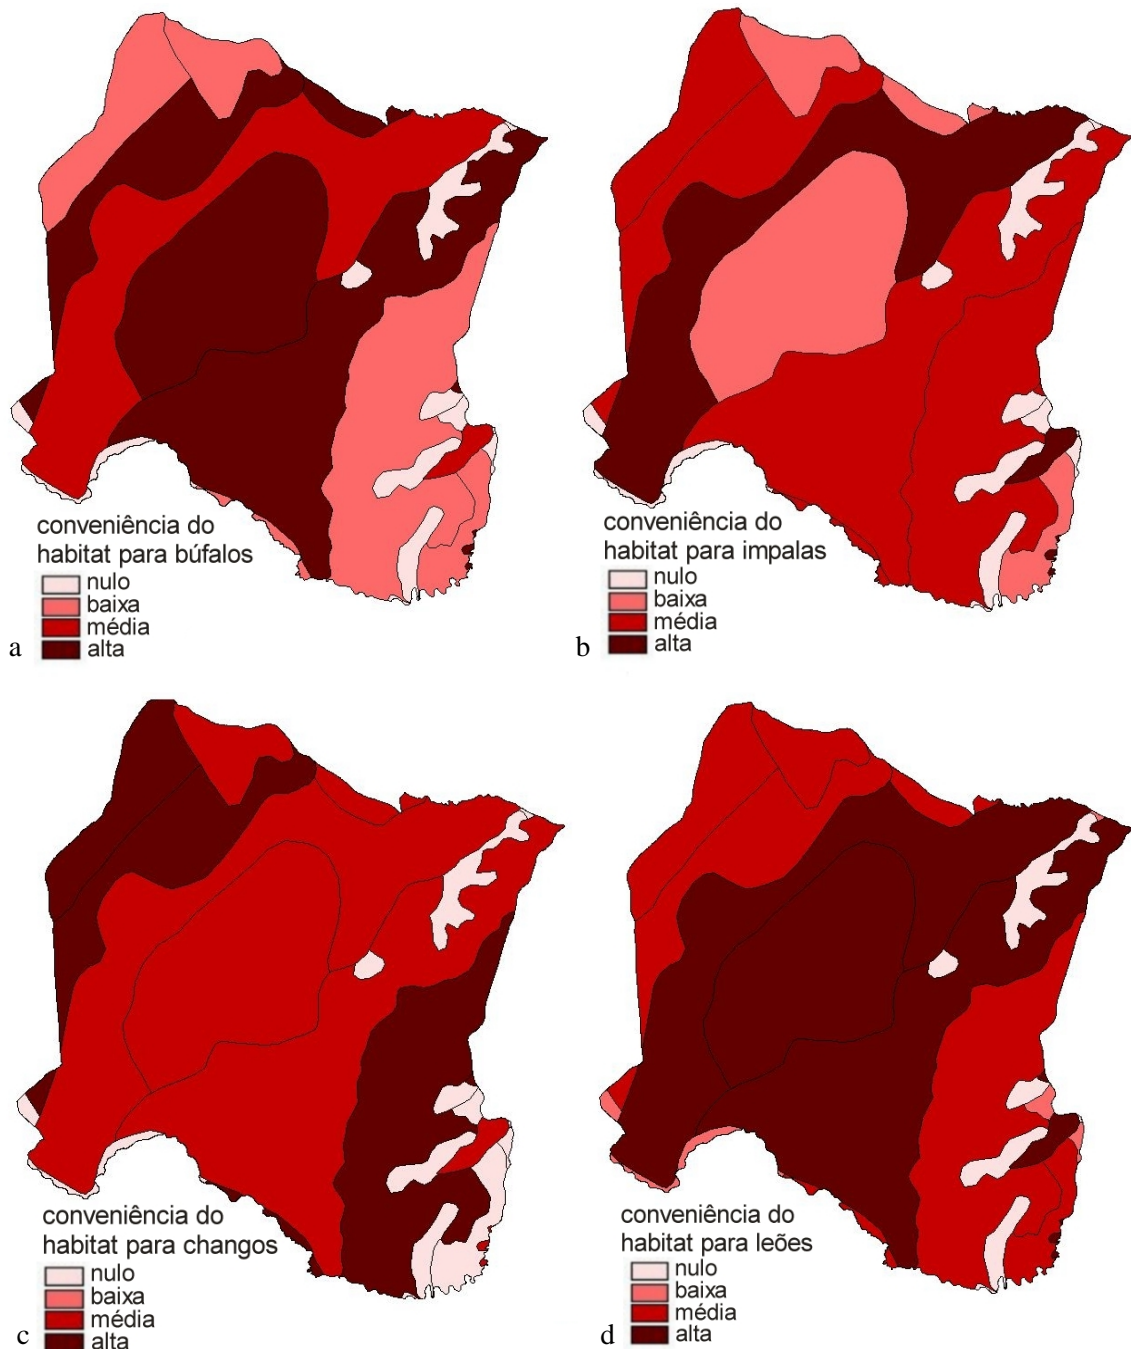 conveniência do
habitat para búfalos
nulo
baixa
média
alta
a
conveniência do
habitat para impalas
nulo
baixa
média
alta
b
conveniência do
habitat para changos
nulo
baixa
média
alta
c
conveniência do
habitat para leões
nulo
baixa
média
alta
d